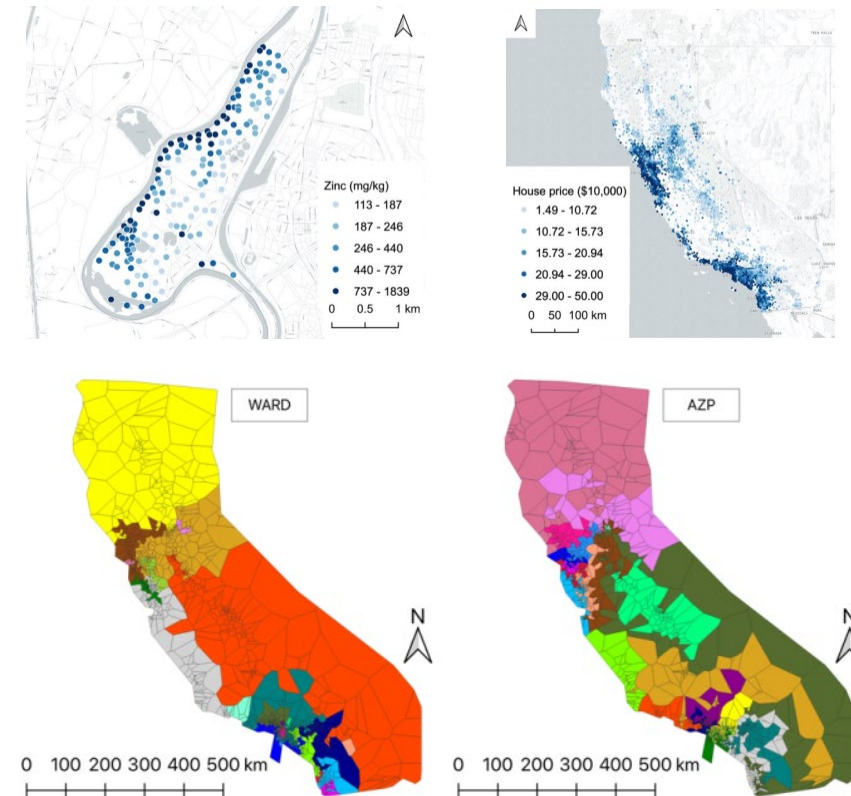 Zinc (mg/kg)
113 - 187
187 - 246
246 - 440
440 - 737
737 - 1839
0 0.5 1 km
House price ($10,000)
1.49 - 10.72
10.72 - 15.73
15.73 - 20.94
20.94 - 29.00
29.00 - 50.00
0 50 100 km
WARD
N
0 100 200 300 400 500 km
AZP
N
0 100 200 300 400 500 km